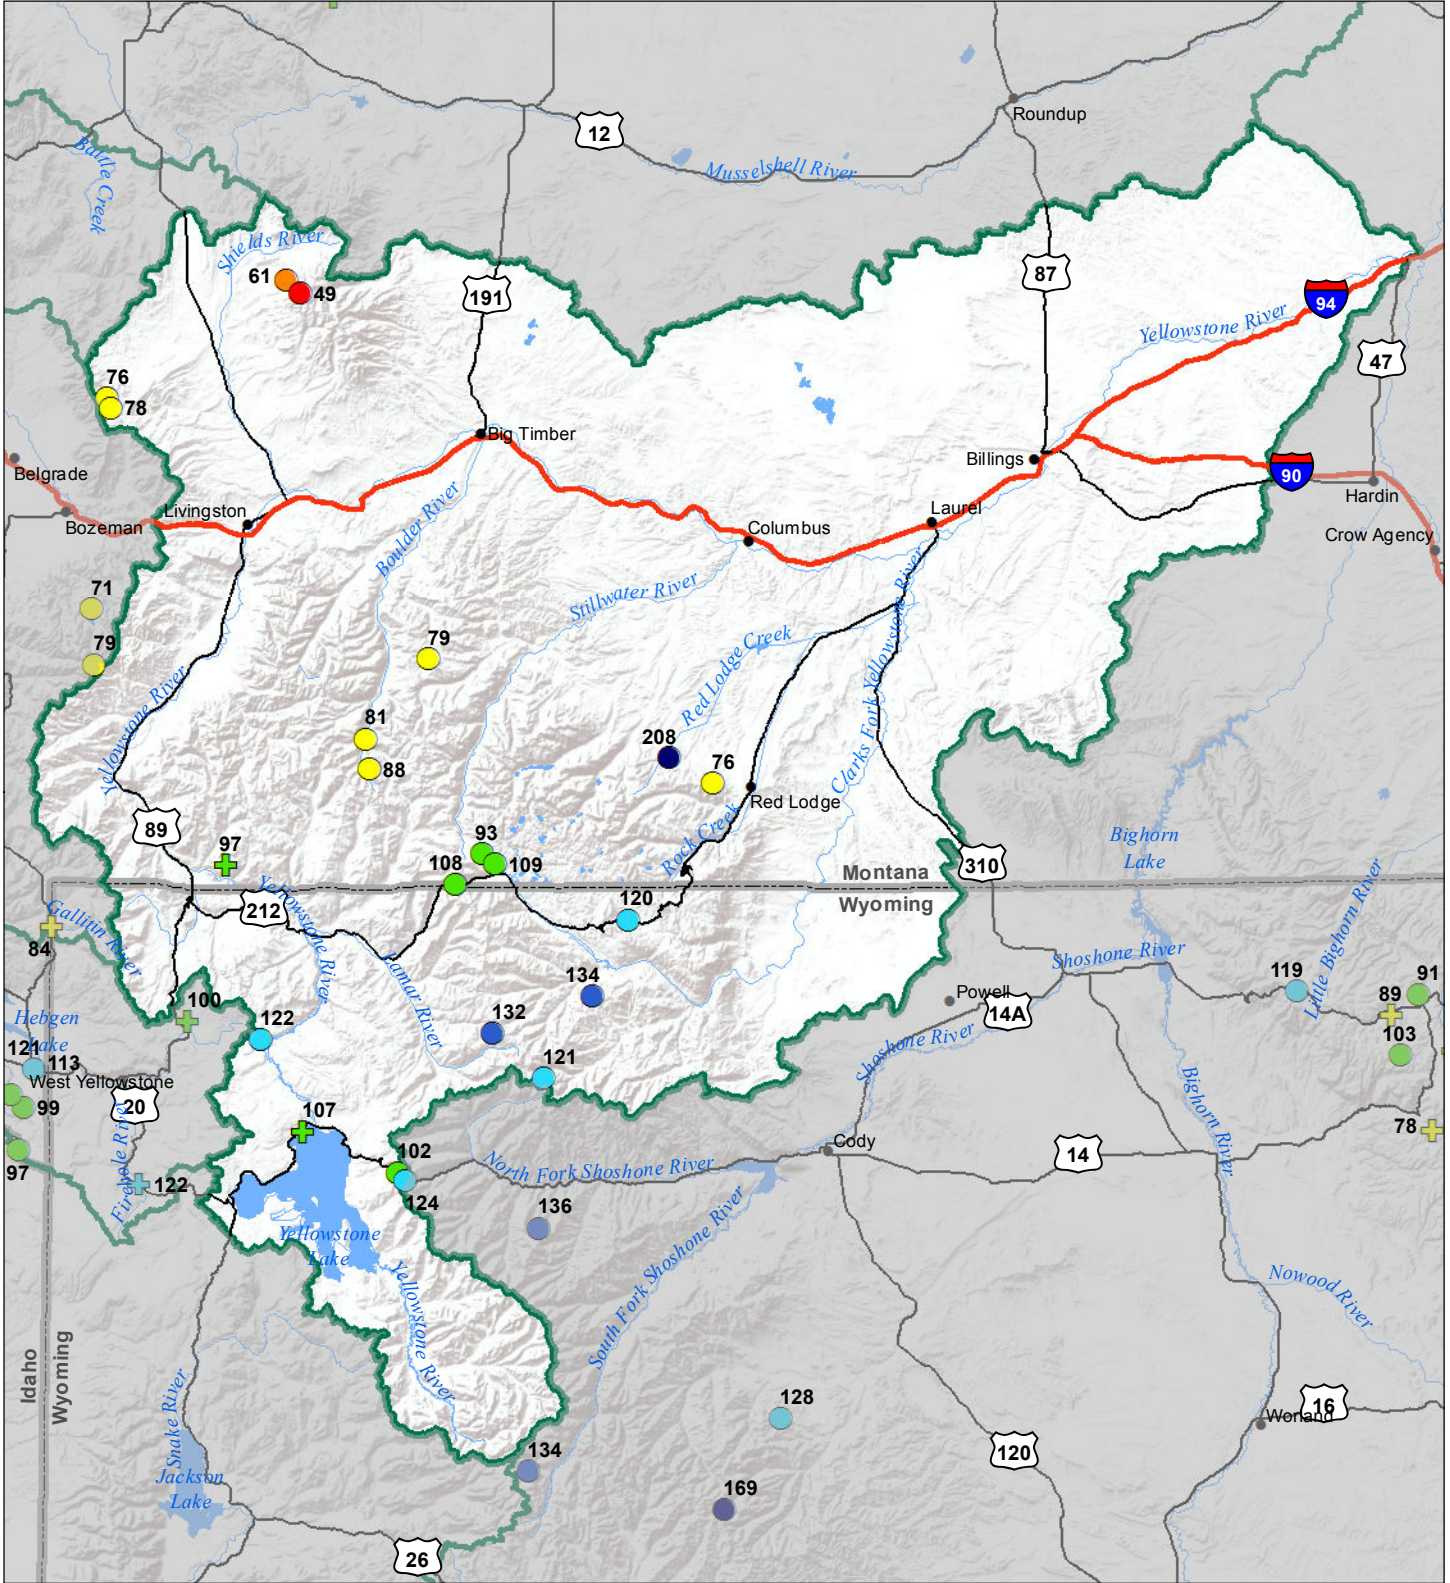 Roundup
12
Musselshell River
Battle Creek
Shields River
61
49
191
87
94
Yellowstone River
47
76
78
Big Timber
Belgrade
Billings
90
Hardin
Livingston
Bozeman
Laurel
Columbus
Crow Agency
Boulder River
Stillwater River
71
79
79
Red Lodge Creek
Clarks Fork Yellowstone River
Yellowstone River
81
88
208
76
Red Lodge
89
97
93
108
109
Rock Creek
310
Bighorn
Lake
Montana
Wyoming
Little Bighorn River
212
Yellowstone River
120
Gallitin River
84
Lamar River
134
Shoshone River
Powell
14A
119
91
89
103
100
Hebgen
Lake
122
132
121
Shoshone River
121
113
West Yellowstone
99
20
Firehole River
107
Bighorn River
78
97
122
102
124
North Fork Shoshone River
Cody
14
136
Yellowstone
Lake
Yellowstone River
South Fork Shoshone River
Nowood River
Idaho
Wyoming
Snake River
128
16
Worland
120
134
169
Jackson
Lake
26